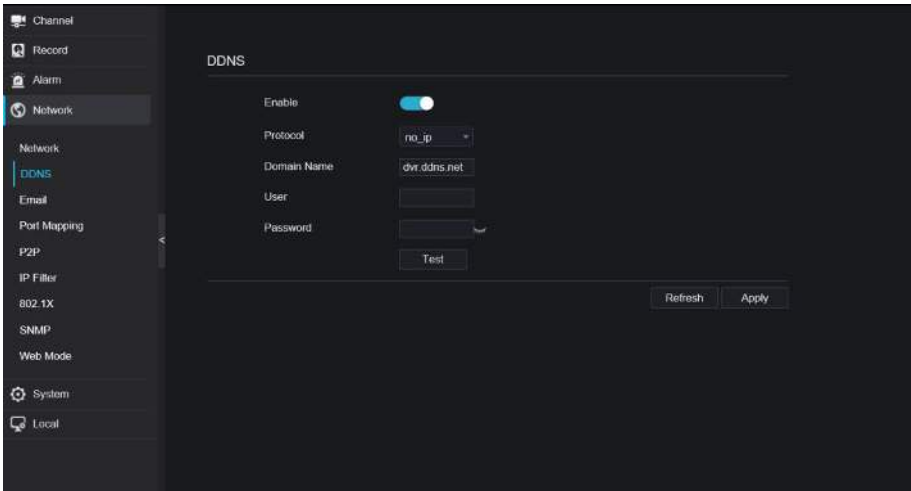 Channel
Record
Alarm
Network
Network
DDNS
Email
Port Mapping
P2P
IP Filter
802.1X
SNMP
Web Mode
System
Local
<
DDNS
Enable
Protocol
no_ip
Domain Name
dvr.ddns.net
User
Password
Test
Refresh
Apply